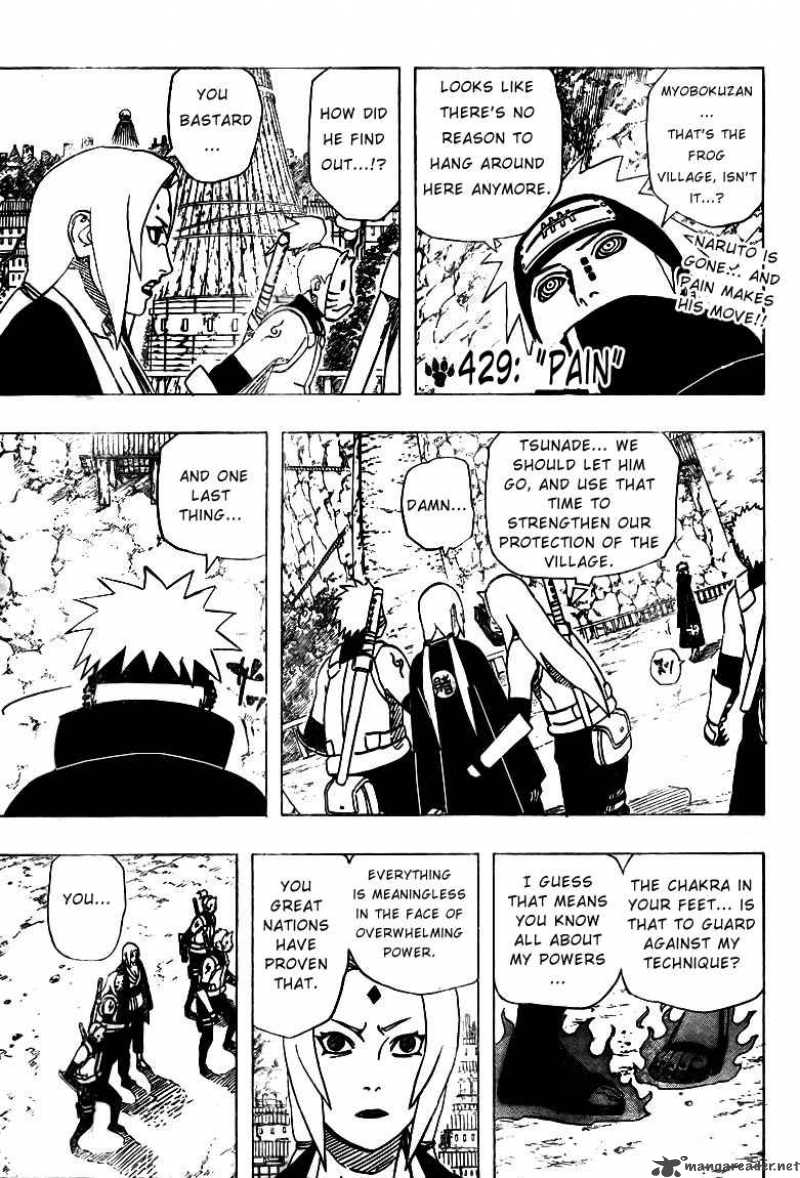 MYOBOKUZAN
...
THAT'S THE
FROG
VILLAGE, ISN'T
IT...?
LOOKS LIKE
THERE'S NO
REASON TO
HANG AROUND
HERE ANYMORE.
NARUTO IS
GONE... AND
PAIN MAKES
HIS MOVE!!
429: "PAIN"
HOW DID
HE FIND
OUT...!?
YOU
BASTARD
...
TSUNADE... WE
SHOULD LET HIM
GO, AND USE THAT
TIME TO
STRENGTHEN OUR
PROTECTION OF THE
VILLAGE.
DAMN...
AND ONE
LAST
THING...
THE CHAKRA IN
YOUR FEET... IS
THAT TO GUARD
AGAINST MY
TECHNIQUE?
I GUESS
THAT MEANS
YOU KNOW
ALL ABOUT
MY POWERS
...
EVERYTHING
IS MEANINGLESS
IN THE FACE OF
OVERWHELMING
POWER.
YOU
GREAT
NATIONS
HAVE
PROVEN
THAT.
YOU...
mangareader.net